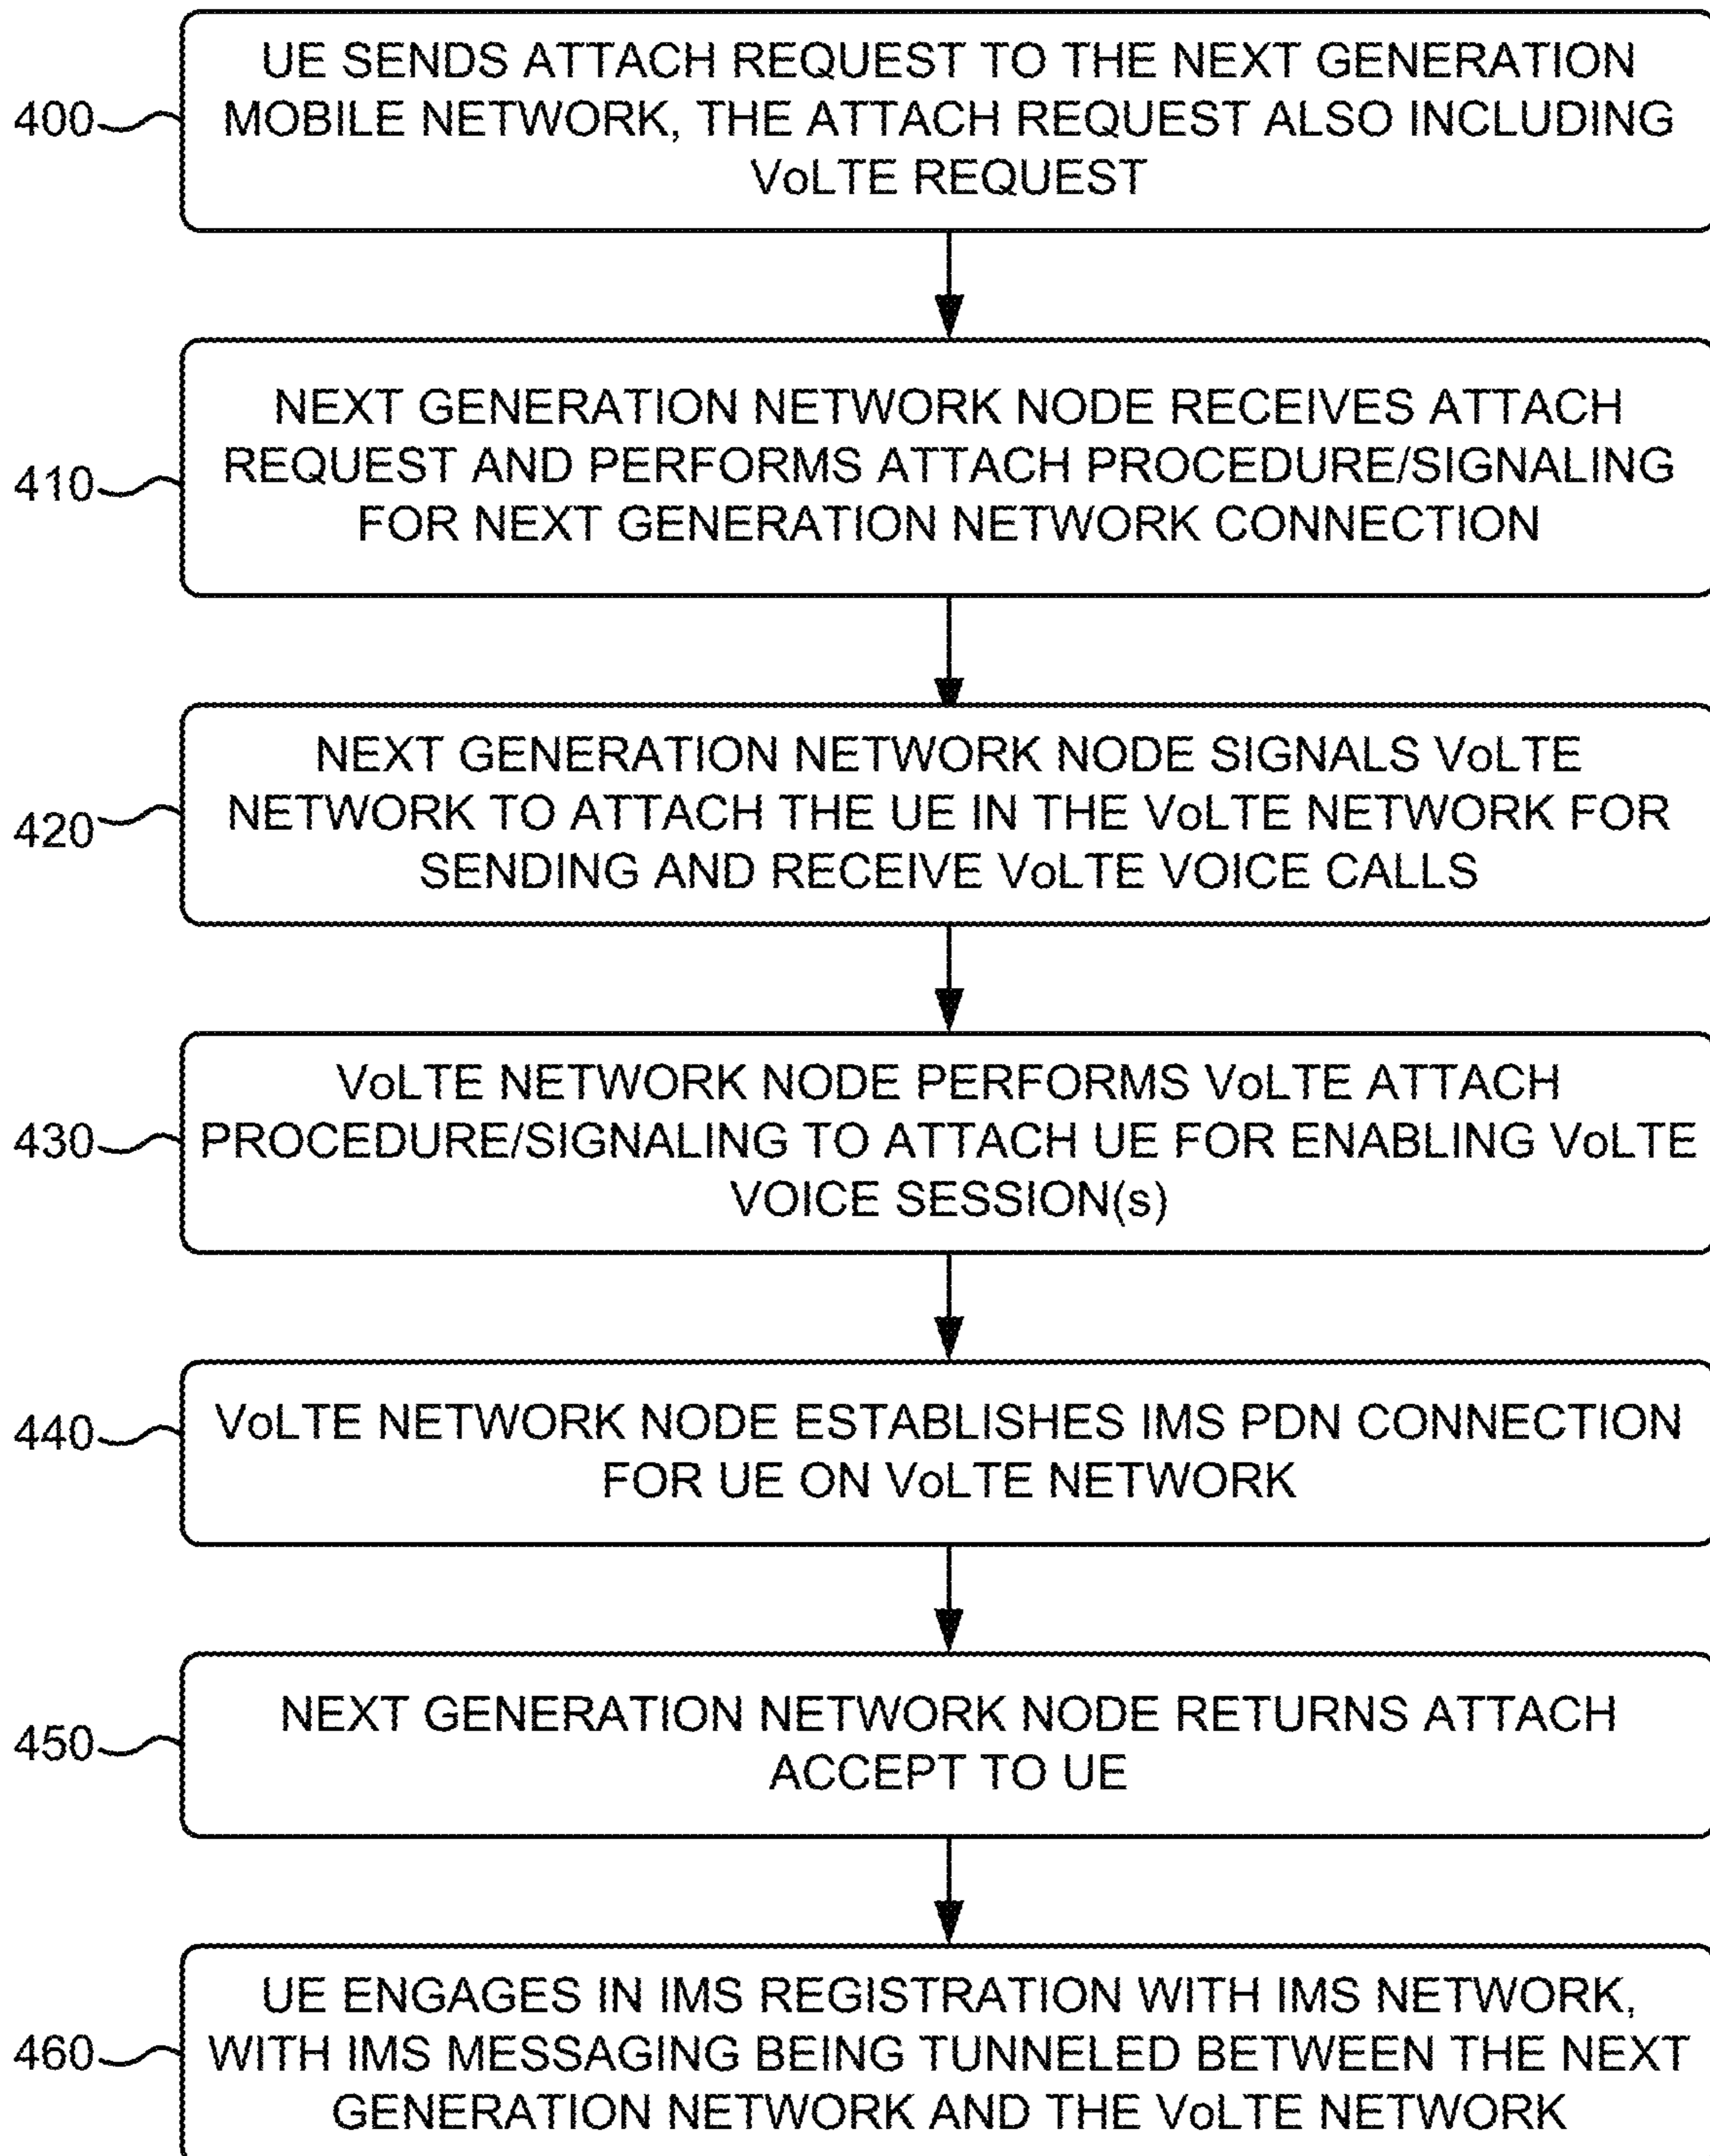 UE SENDS ATTACH REQUEST TO THE NEXT GENERATION
400 MOBILE NETWORK, THE ATTACH REQUEST ALSO INCLUDING
VoLTE REQUEST
NEXT GENERATION NETWORK NODE RECEIVES ATTACH
410 REQUEST AND PERFORMS ATTACH PROCEDURE/SIGNALING
FOR NEXT GENERATION NETWORK CONNECTION
NEXT GENERATION NETWORK NODE SIGNALS VoLTE
420 NETWORK TO ATTACH THE UE IN THE VoLTE NETWORK FOR
SENDING AND RECEIVE VoLTE VOICE CALLS
VoLTE NETWORK NODE PERFORMS VoLTE ATTACH
430 PROCEDURE/SIGNALING TO ATTACH UE FOR ENABLING VoLTE
VOICE SESSION(s)
440 VoLTE NETWORK NODE ESTABLISHES IMS PDN CONNECTION
FOR UE ON VoLTE NETWORK
450 NEXT GENERATION NETWORK NODE RETURNS ATTACH
ACCEPT TO UE
UE ENGAGES IN IMS REGISTRATION WITH IMS NETWORK,
460 WITH IMS MESSAGING BEING TUNNELED BETWEEN THE NEXT
GENERATION NETWORK AND THE VoLTE NETWORK